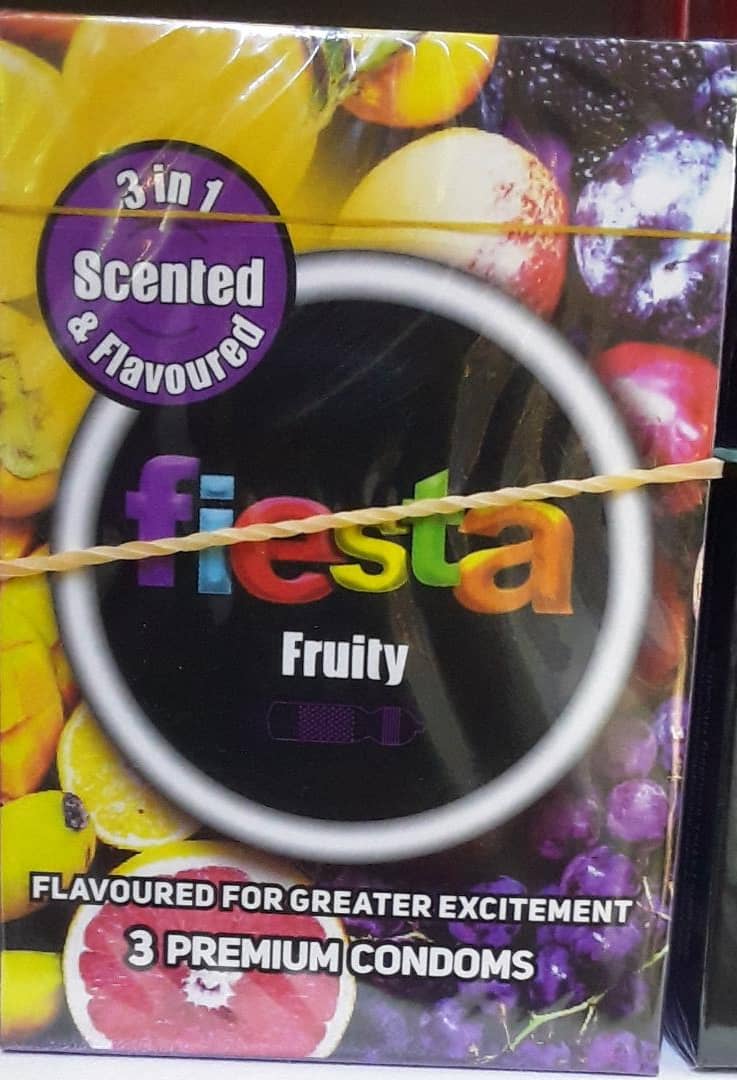 3 in 1
Scented
& Flavoured
fiesta
Fruity
FLAVOURED FOR GREATER EXCITEMENT
3 PREMIUM CONDOMS